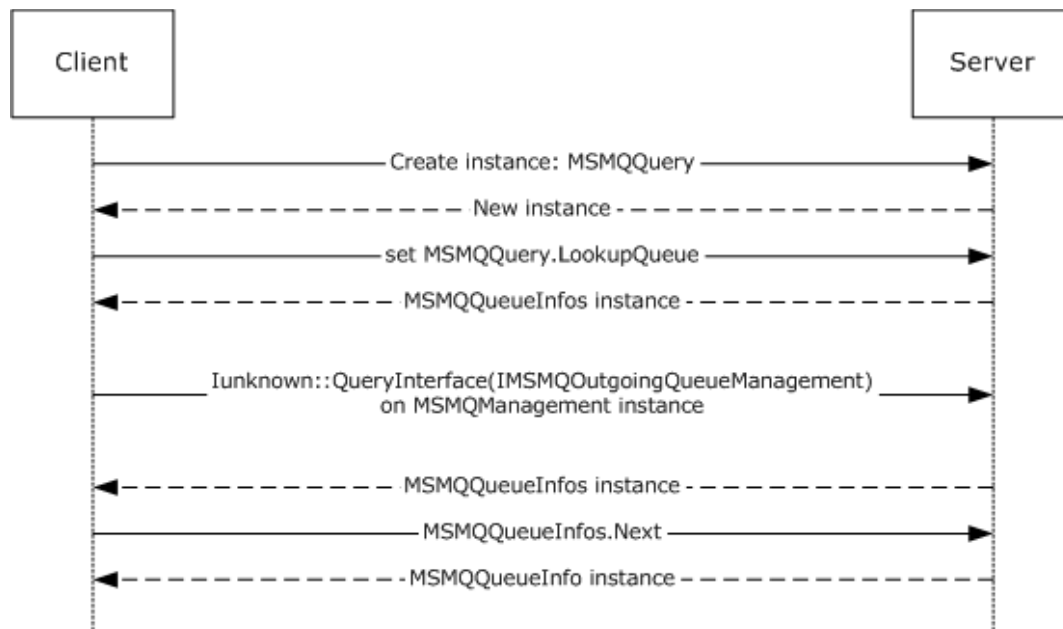 Client
Server
Create instance: MSMQQuery
New instance
set MSMQQuery.LookupQueue
MSMQQueueInfos instance
Iunknown::QueryInterface(IMSMQOutgoingQueueManagement)
on MSMQManagement instance
MSMQQueueInfos instance
MSMQQueueInfos.Next
MSMQQueueInfo instance